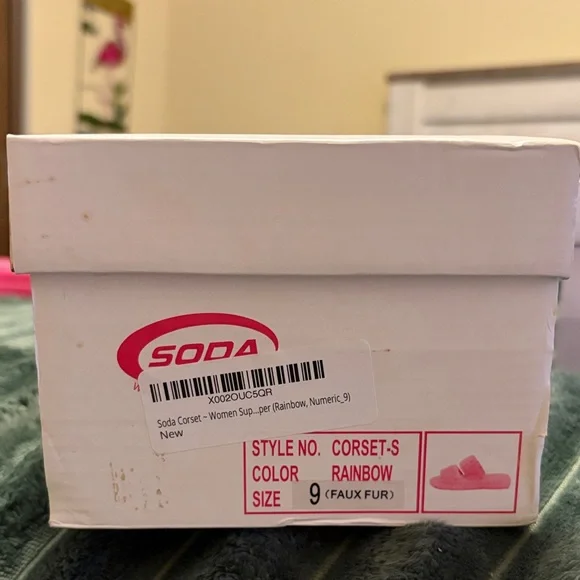 SODA
X002OUC5QR
Soda Corset ~ Women Sup...per (Rainbow, Numeric_9)
New
STYLE NO. CORSET-S
COLOR RAINBOW
SIZE 9 (FAUX FUR)